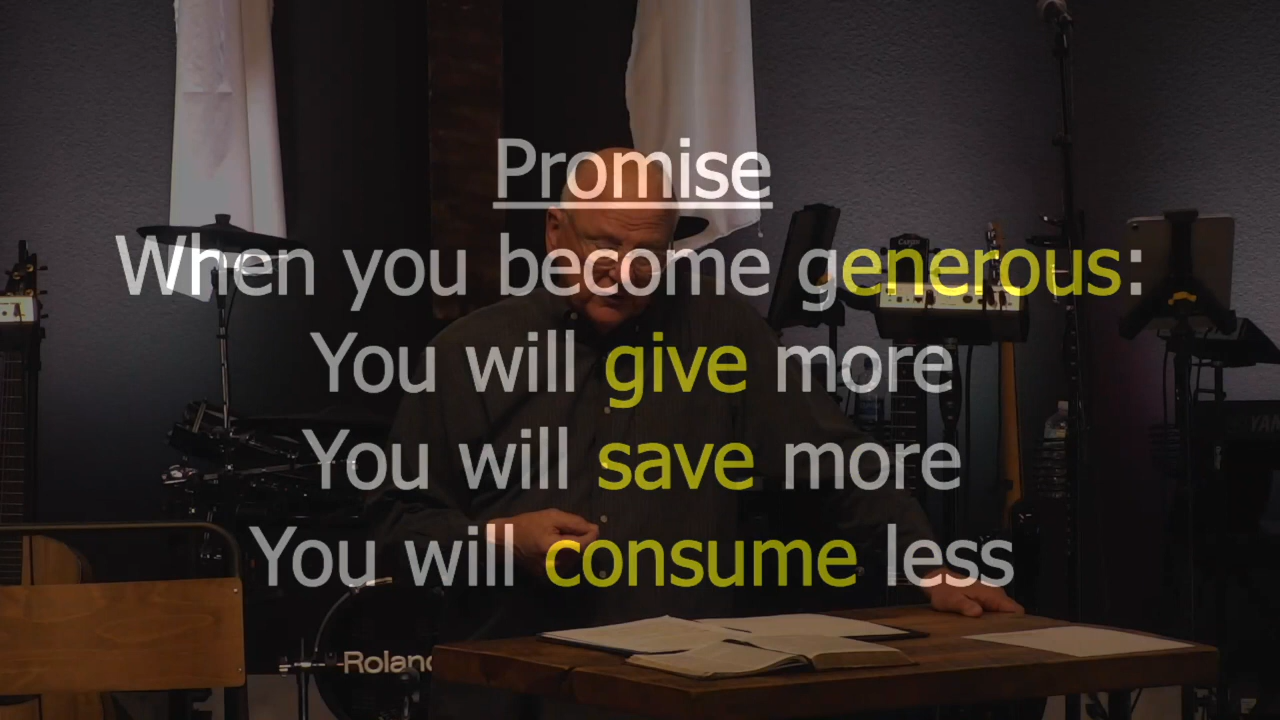 Promise
When you become generous:
You will give more
You will save more
You will consume less
Roland